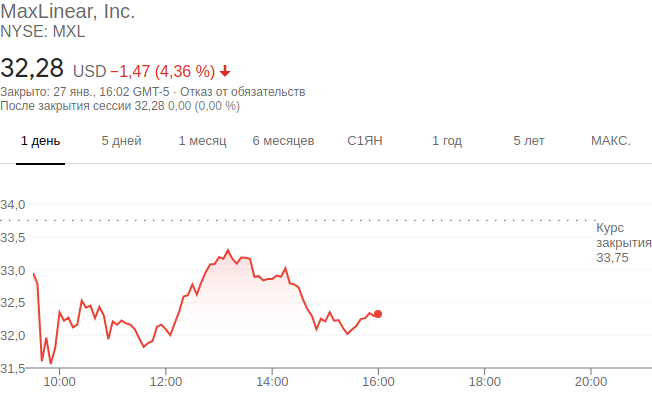 MaxLinear, Inc.
NYSE: MXL
32,28 USD −1,47 (4,36 %)
Закрыто: 27 янв., 16:02 GMT-5 · Отказ от обязательств
После закрытия сессии 32,28 0,00 (0,00 %)
1 день 5 дней 1 месяц 6 месяцев С1ЯН 1 год 5 лет МАКС.
34,0
Курс
закрытия
33,75
33,5
33,0
32,5
32,0
31,5
10:00 12:00 14:00 16:00 18:00 20:00